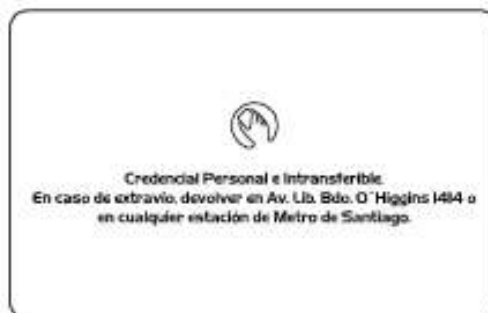 Credencial Personal e Intransferible.
En caso de extravío, devolver en Av. Lib. Bdo. O´Higgins 1414 o
en cualquier estación de Metro de Santiago.